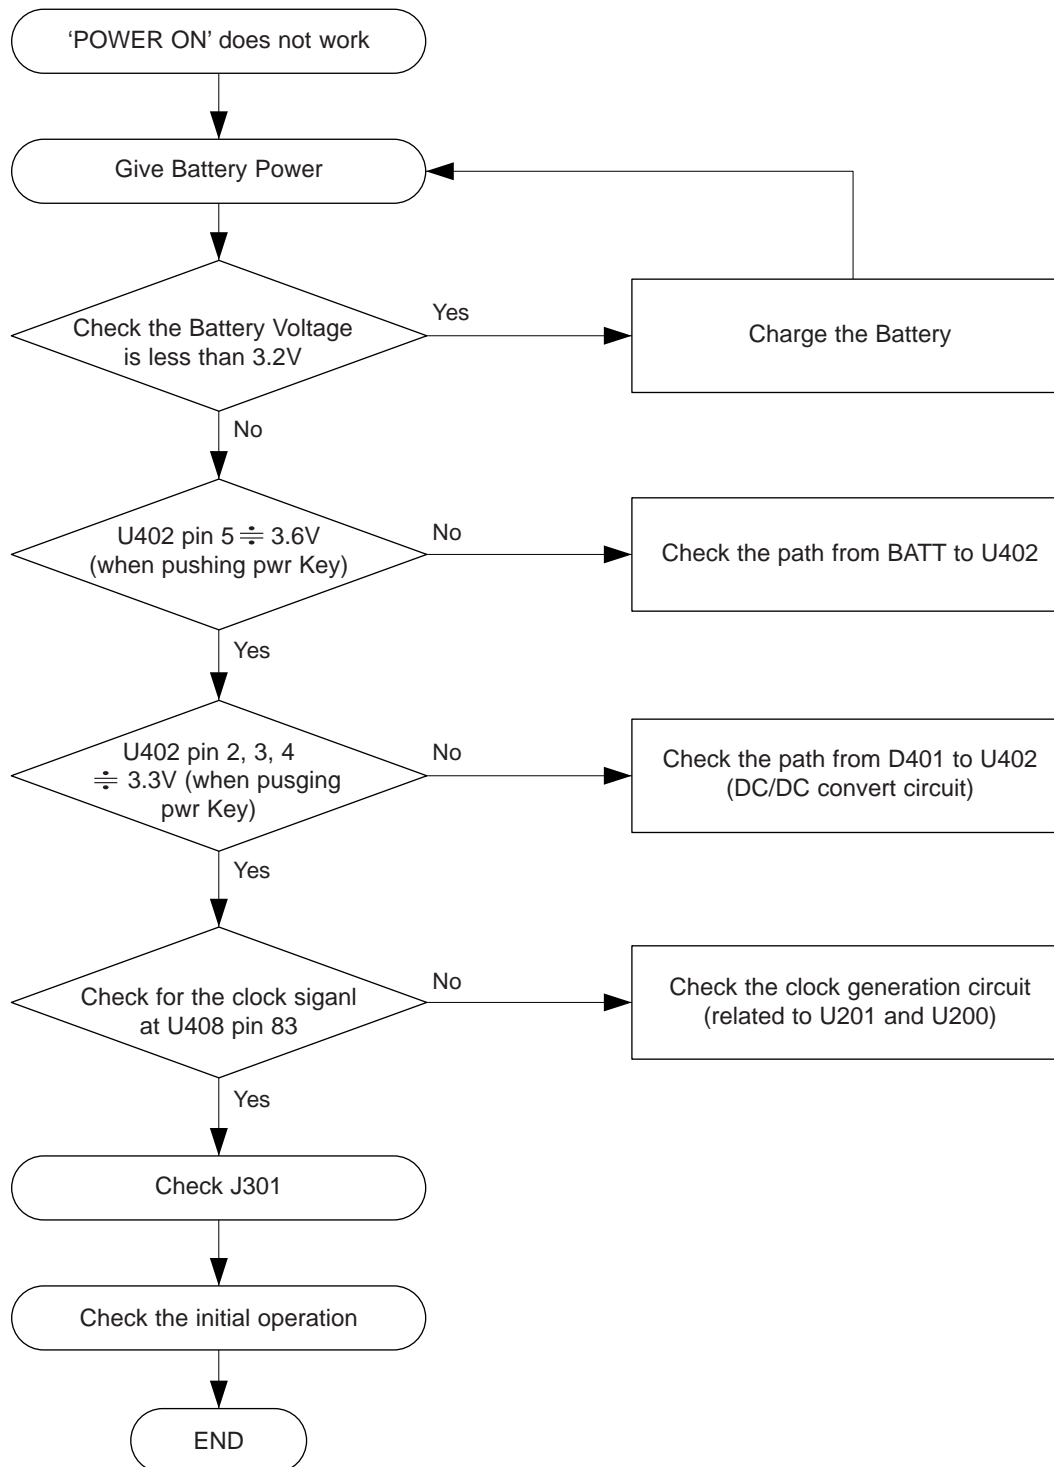 ‘POWER ON’ does not work
Give Battery Power
Check the Battery Voltage
is less than 3.2V
Yes
Charge the Battery
No
U402 pin 5 ≑ 3.6V
(when pushing pwr Key)
No
Check the path from BATT to U402
Yes
U402 pin 2, 3, 4
≑ 3.3V (when pusging
pwr Key)
No
Check the path from D401 to U402
(DC/DC convert circuit)
Yes
Check for the clock siganl
at U408 pin 83
No
Check the clock generation circuit
(related to U201 and U200)
Yes
Check J301
Check the initial operation
END